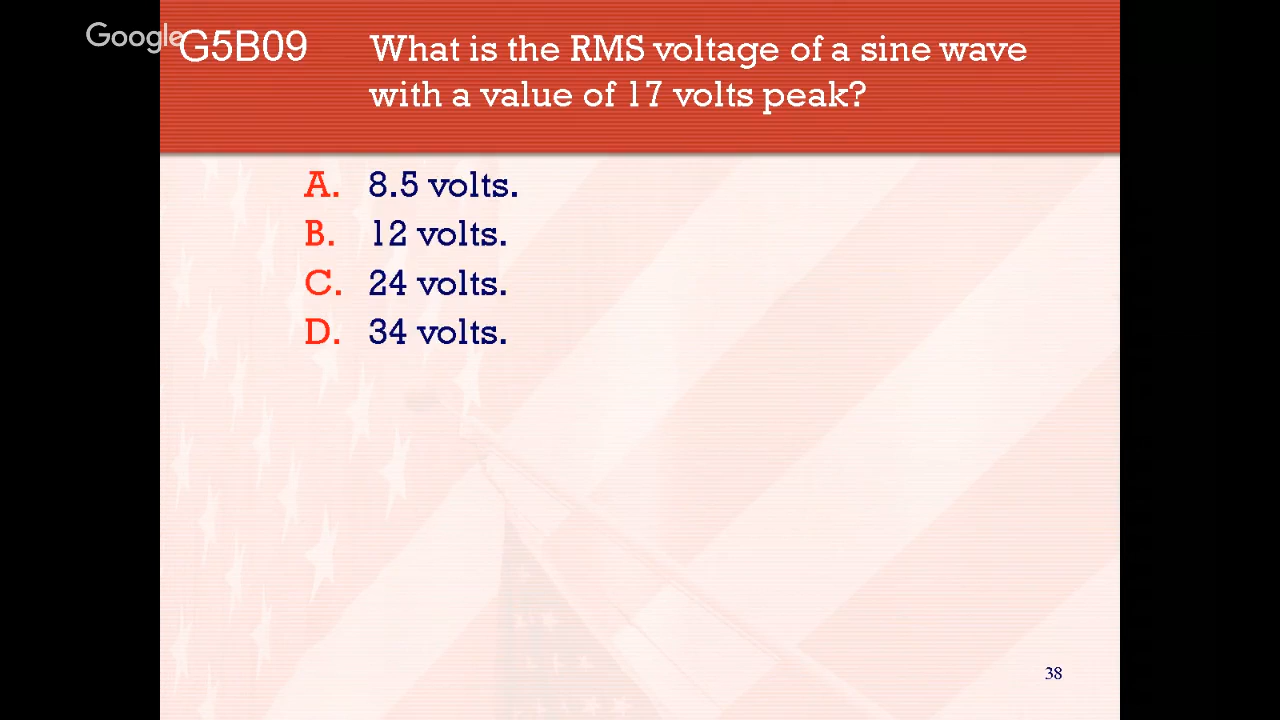 Google
G5B09 What is the RMS voltage of a sine wave
with a value of 17 volts peak?
A. 8.5 volts.
B. 12 volts.
C. 24 volts.
D. 34 volts.
38